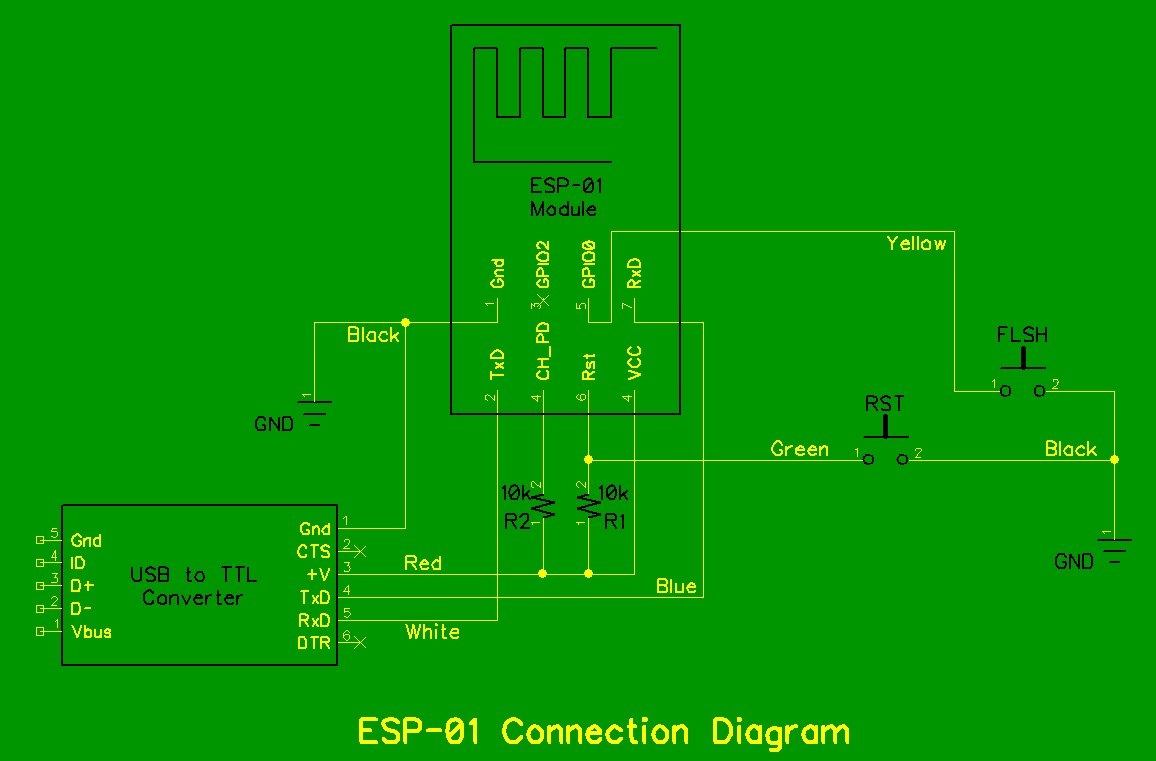 ESP-01
Module
Gnd
GPIO2
GPIO0
RxD
1
3
5
7
TxD
CH_PD
Rst
VCC
2
4
6
4
Yellow
Black
1
GND
FLSH
1
2
RST
1
2
Green
Black
1
GND
10k
R2
2
1
10k
R1
2
1
USB to TTL
Converter
5
Gnd
4
ID
3
D+
2
D-
1
Vbus
Gnd
1
CTS
2
+V
3
TxD
4
RxD
5
DTR
6
Red
Blue
White
ESP-01 Connection Diagram